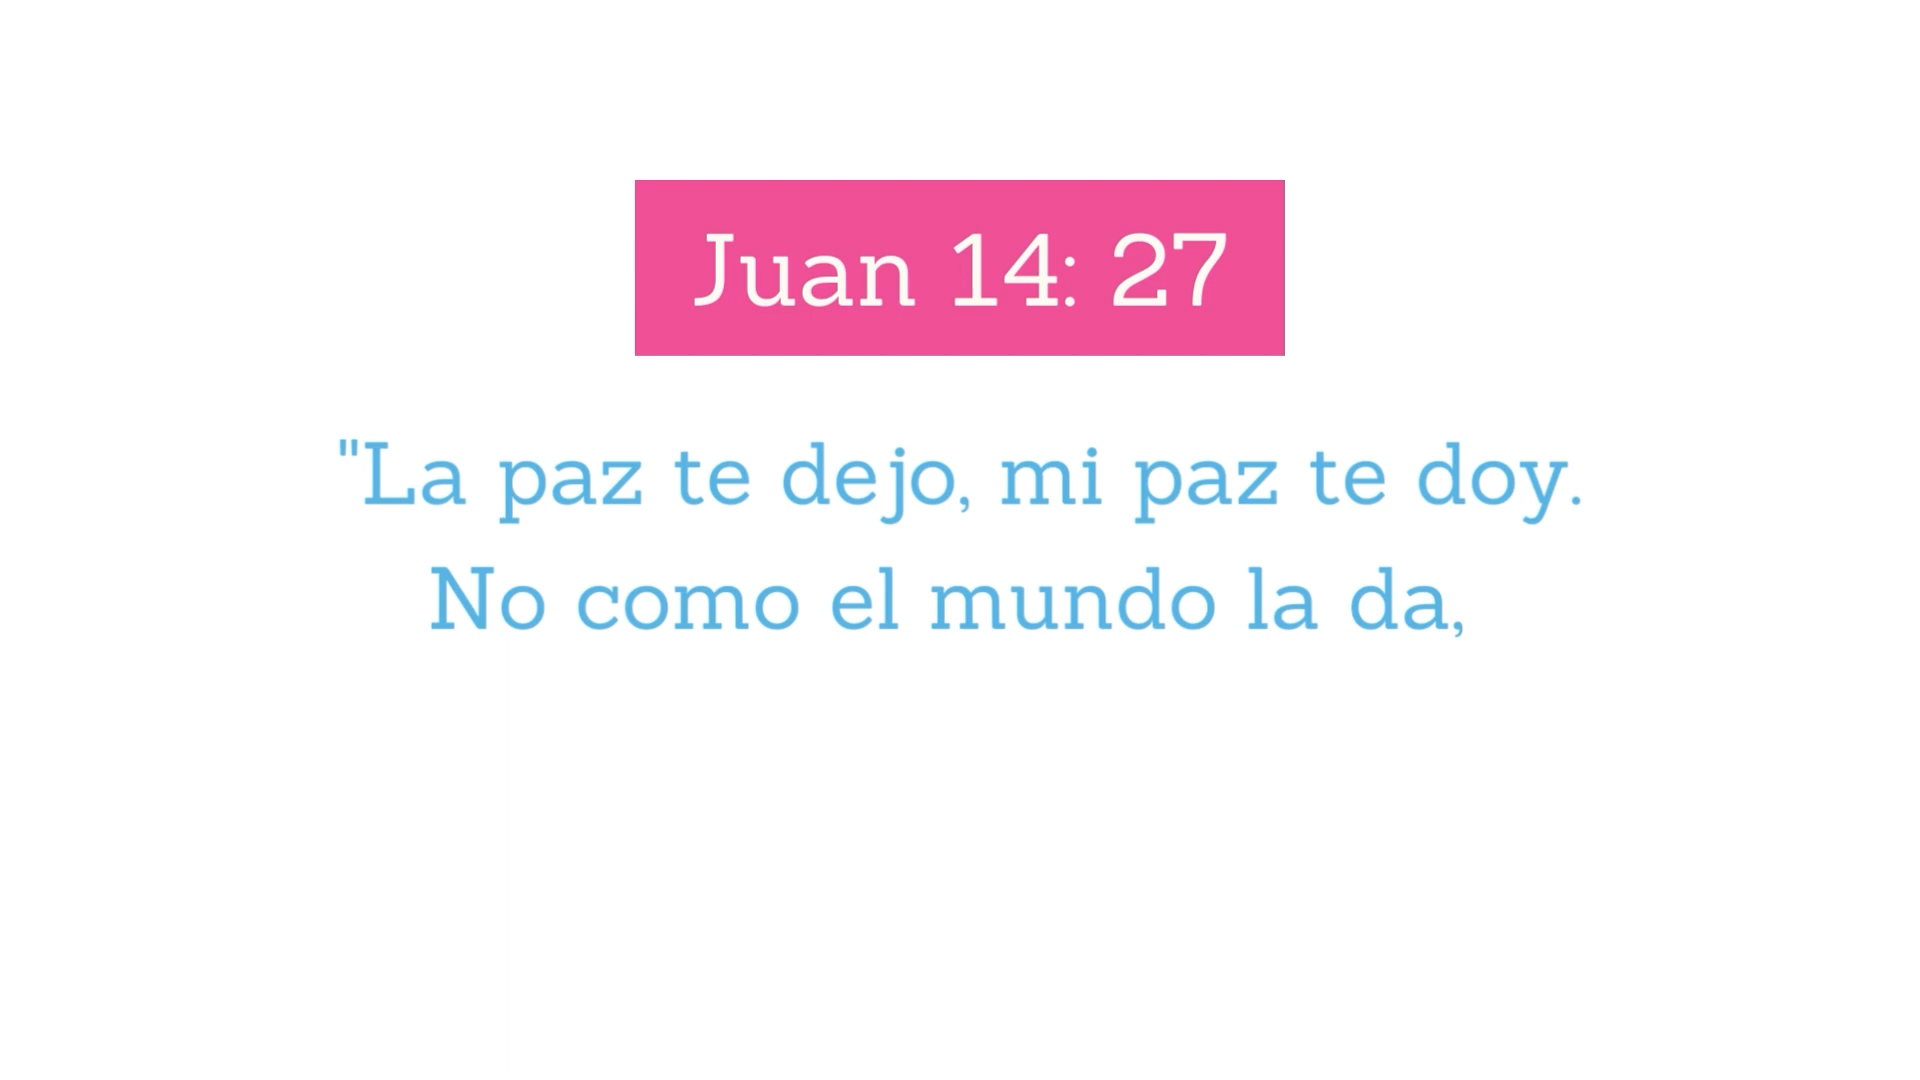 Juan 14: 27
"La paz te dejo, mi paz te doy.
No como el mundo la da,